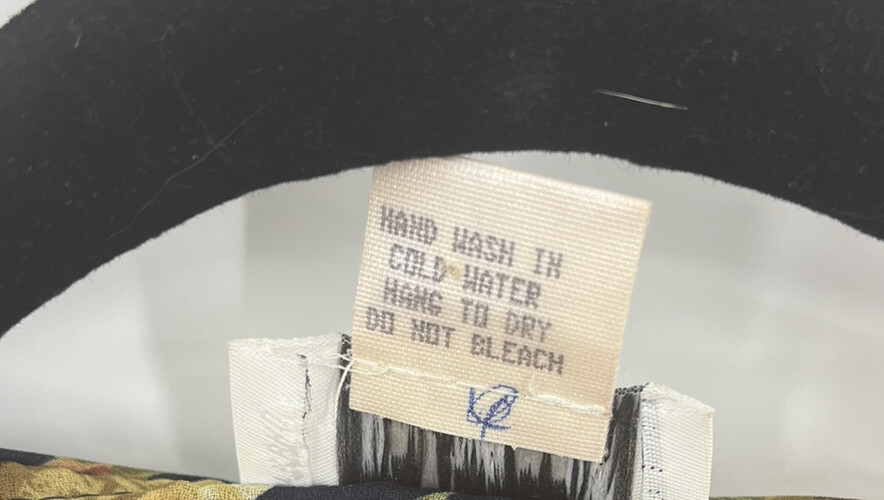 HAND WASH IN
COLD WATER
HANG TO DRY
DO NOT BLEACH